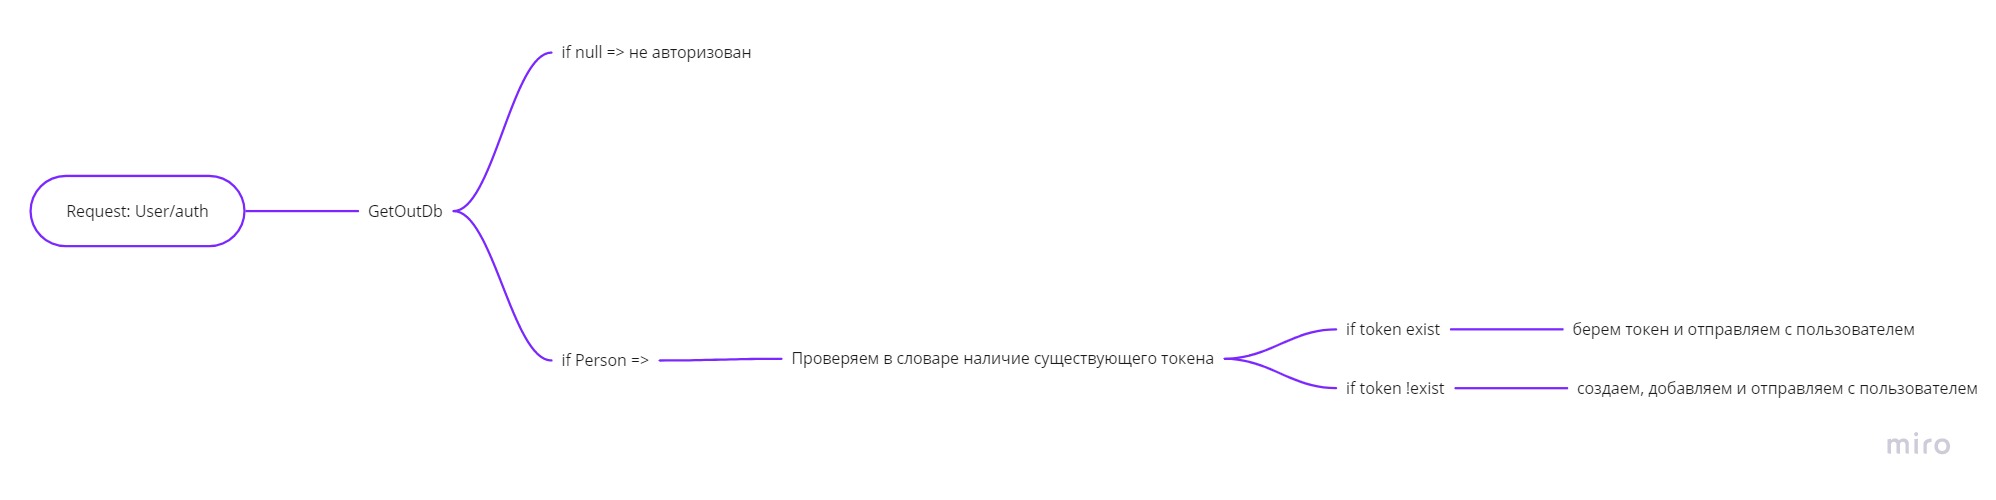 if null => не авторизован
Request: User/auth
GetOutDb
if Person =>
Проверяем в словаре наличие существующего токена
if token exist
берем токен и отправляем с пользователем
if token !exist
создаем, добавляем и отправляем с пользователем
miro